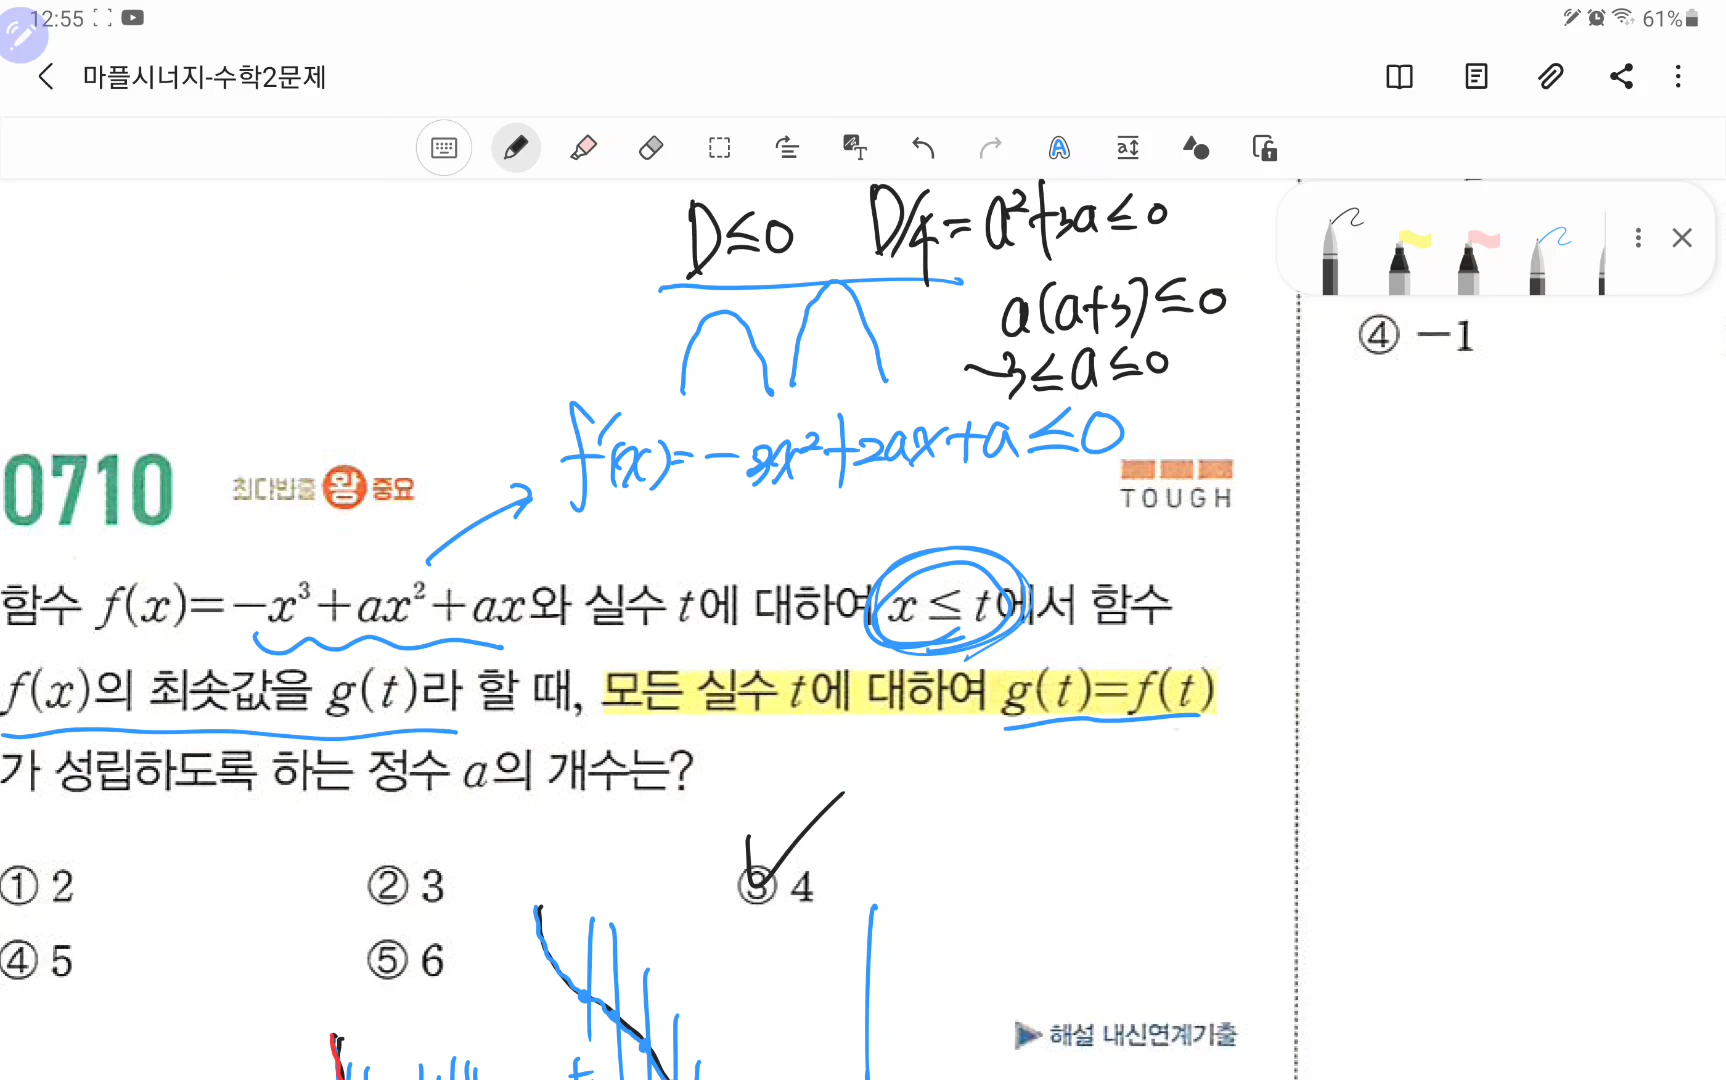 12:55
61%
마플시너지-수학2문제
D≤0
D/4=a²+3a≤0
a(a+3)≤0
-3≤a≤0
④ -1
f'(x)=-3x²+2ax+a≤0
0710 최다빈출 왕 중요
TOUGH
함수 f(x)=-x³+ax²+ax와 실수 t에 대하여 x≤t에서 함수
f(x)의 최솟값을 g(t)라 할 때, 모든 실수 t에 대하여 g(t)=f(t)
가 성립하도록 하는 정수 a의 개수는?
① 2 ② 3 ③ 4
④ 5 ⑤ 6
▶ 해설 내신연계기출